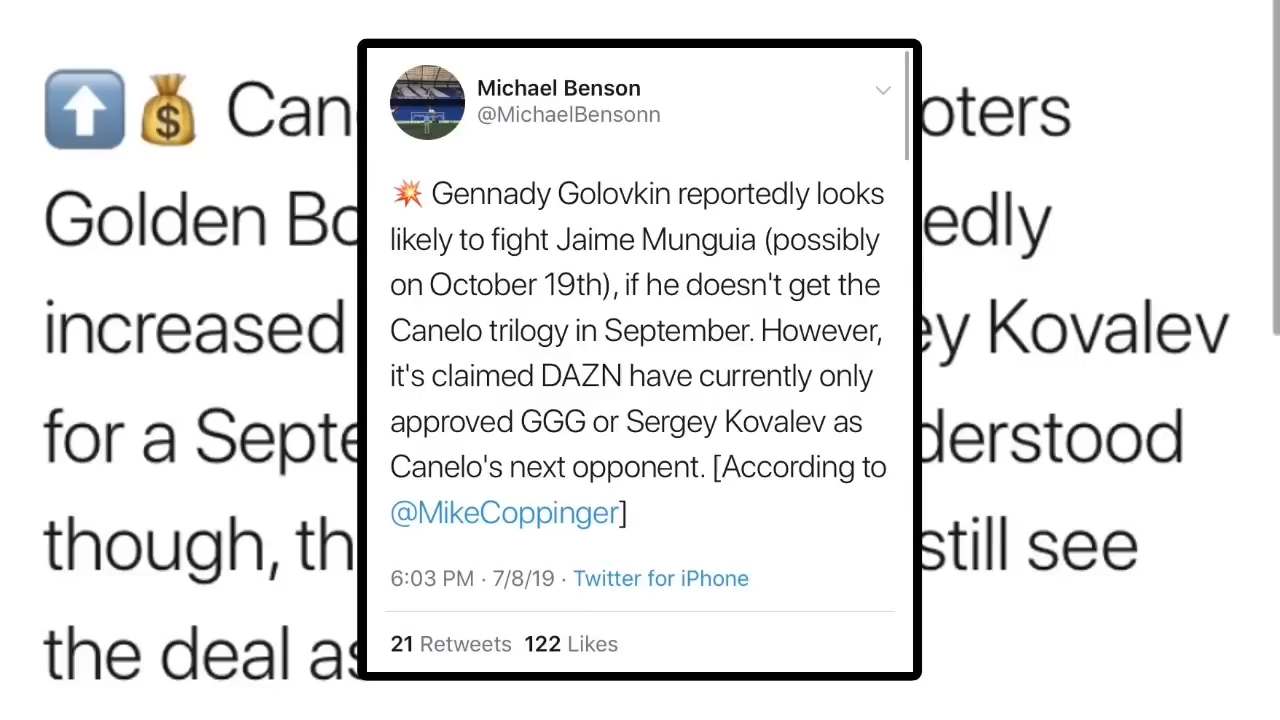 Michael Benson
@MichaelBensonn
💥 Gennady Golovkin reportedly looks
likely to fight Jaime Munguia (possibly
on October 19th), if he doesn't get the
Canelo trilogy in September. However,
it's claimed DAZN have currently only
approved GGG or Sergey Kovalev as
Canelo's next opponent. [According to
@MikeCoppinger]
6:03 PM · 7/8/19 · Twitter for iPhone
21 Retweets 122 Likes
⬆️💰 Can oters
Golden Bo edly
increased ey Kovalev
for a Septe derstood
though, th still see
the deal as